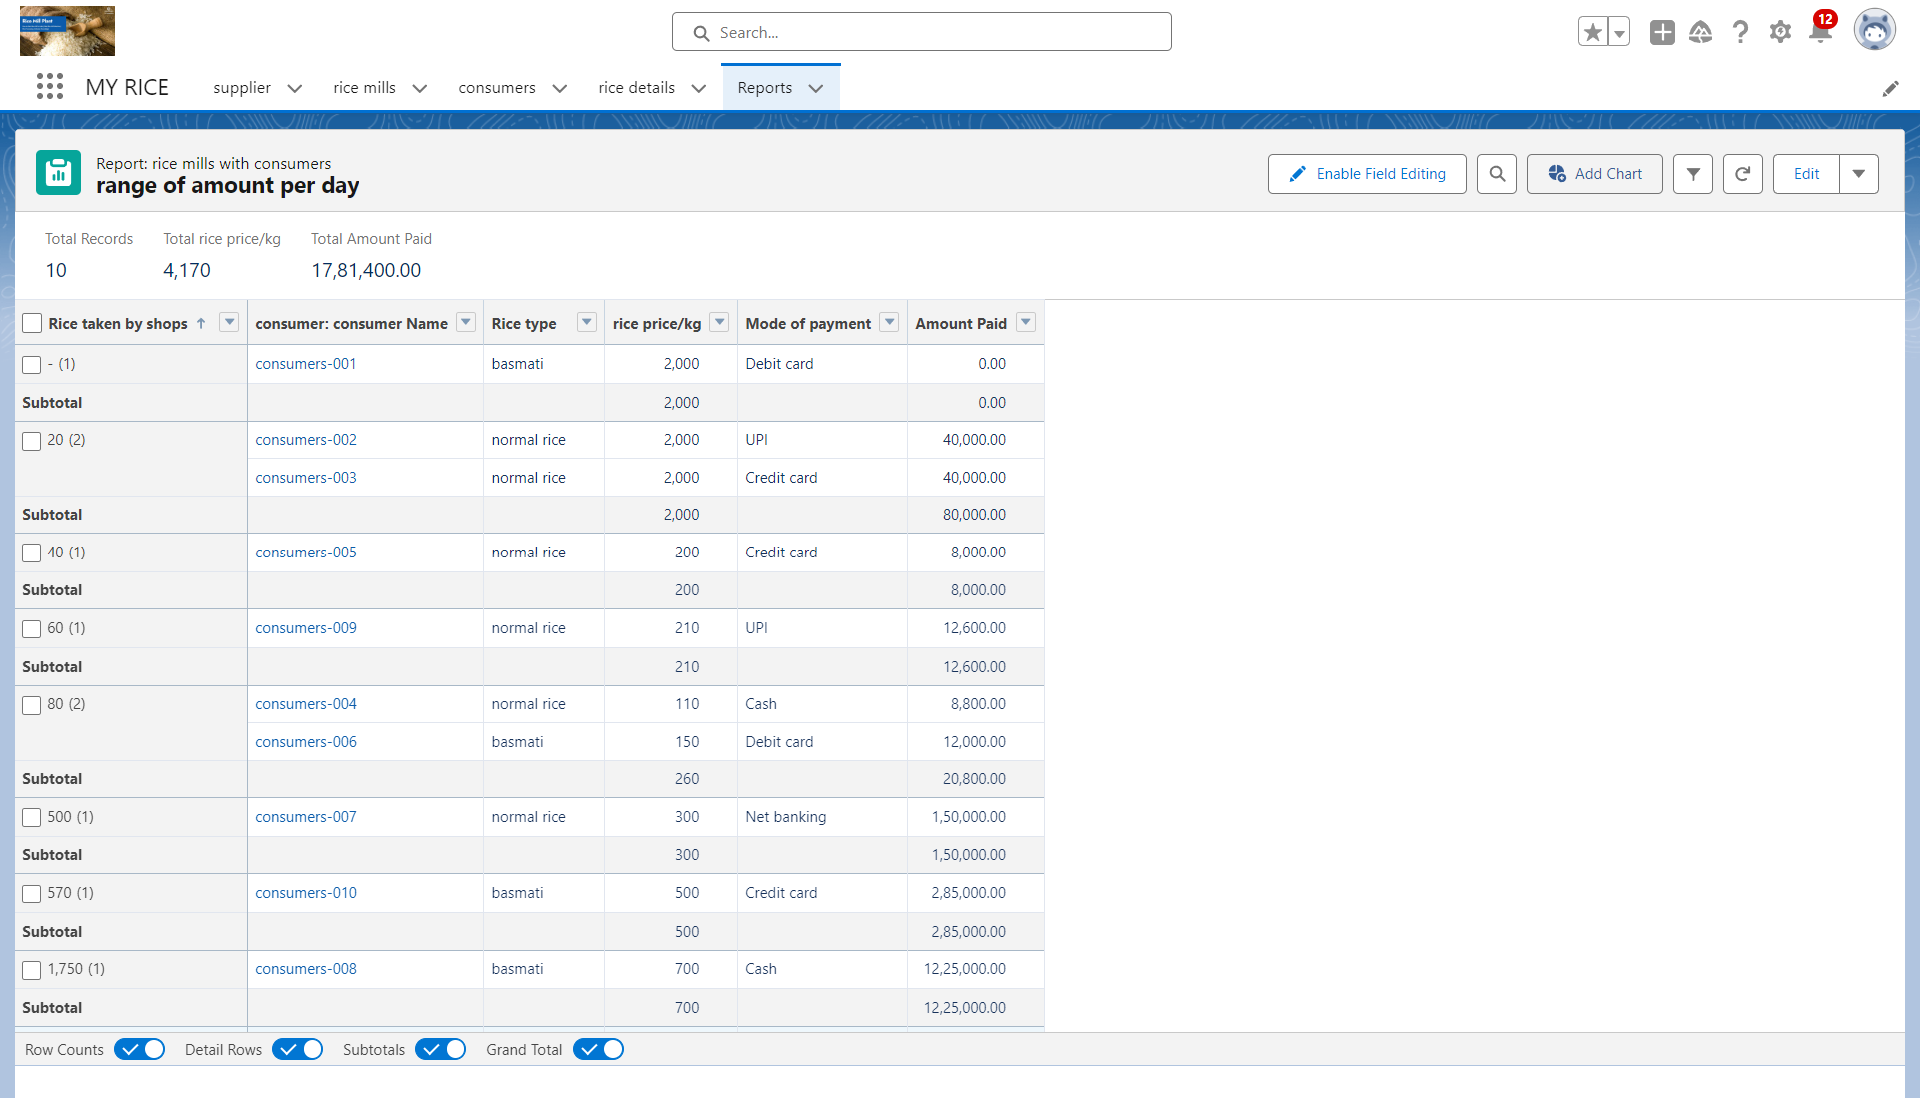 Rice Mill Plant
Search...
12
MY RICE
supplier
rice mills
consumers
rice details
Reports
Report: rice mills with consumers
range of amount per day
Enable Field Editing
Add Chart
Edit
Total Records
Total rice price/kg
Total Amount Paid
10
4,170
17,81,400.00
Rice taken by shops ↑ consumer: consumer Name Rice type rice price/kg Mode of payment Amount Paid
- (1) consumers-001 basmati 2,000 Debit card 0.00
Subtotal 2,000 0.00
20 (2) consumers-002 normal rice 2,000 UPI 40,000.00
consumers-003 normal rice 2,000 Credit card 40,000.00
Subtotal 2,000 80,000.00
40 (1) consumers-005 normal rice 200 Credit card 8,000.00
Subtotal 200 8,000.00
60 (1) consumers-009 normal rice 210 UPI 12,600.00
Subtotal 210 12,600.00
80 (2) consumers-004 normal rice 110 Cash 8,800.00
consumers-006 basmati 150 Debit card 12,000.00
Subtotal 260 20,800.00
500 (1) consumers-007 normal rice 300 Net banking 1,50,000.00
Subtotal 300 1,50,000.00
570 (1) consumers-010 basmati 500 Credit card 2,85,000.00
Subtotal 500 2,85,000.00
1,750 (1) consumers-008 basmati 700 Cash 12,25,000.00
Subtotal 700 12,25,000.00
Row Counts Detail Rows Subtotals Grand Total